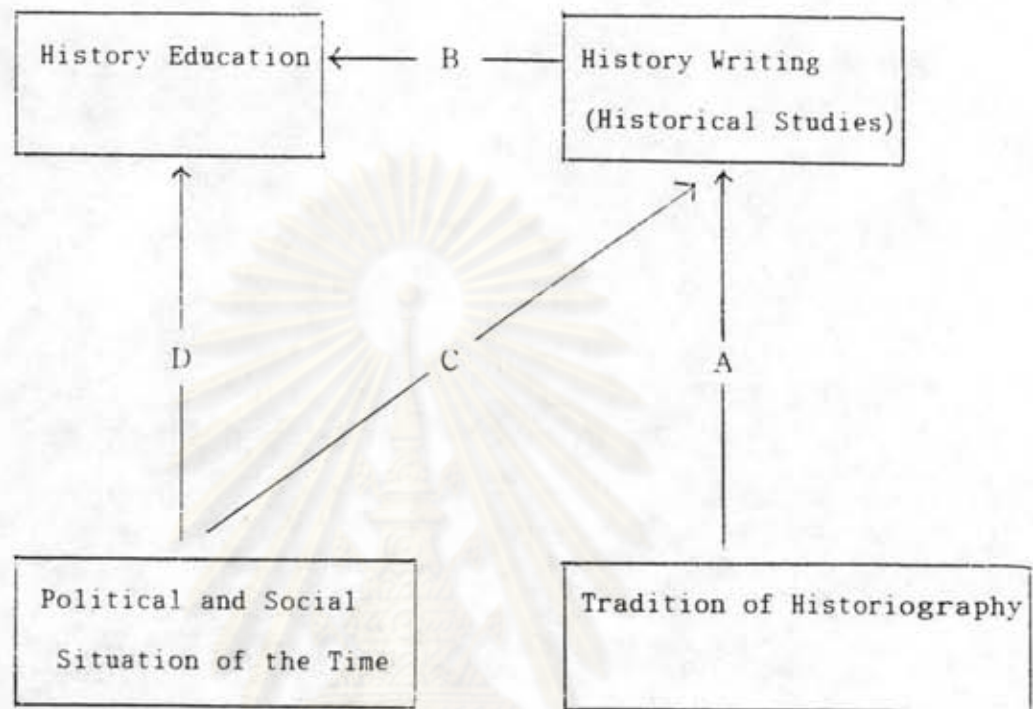 History Education
B
History Writing
(Historical Studies)
D
C
A
Political and Social
Situation of the Time
Tradition of Historiography